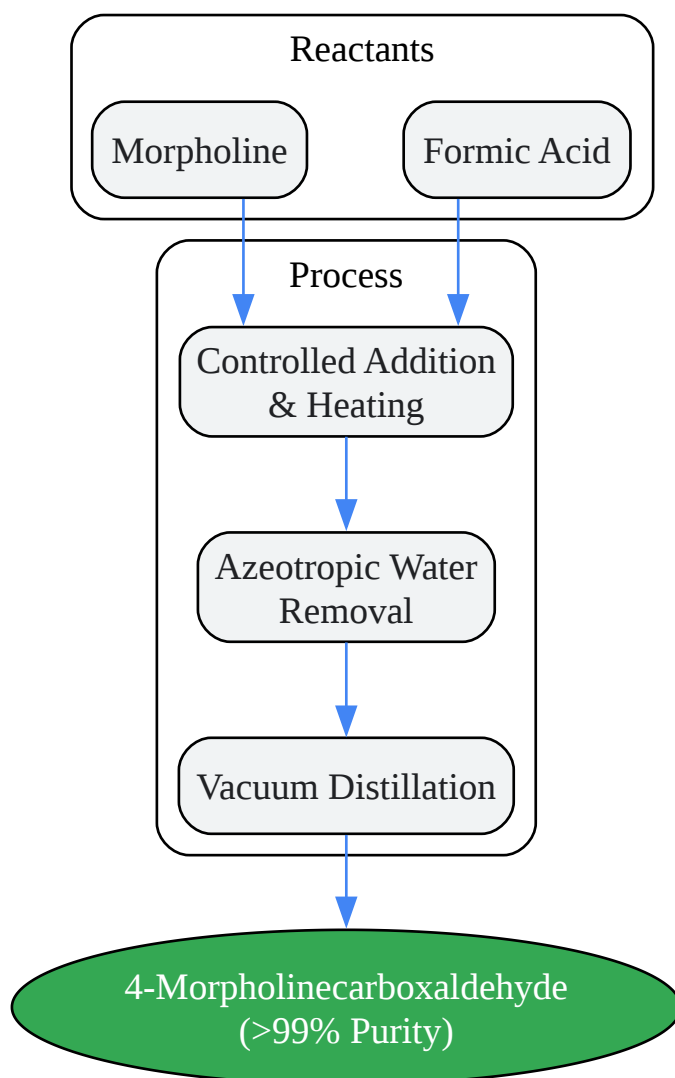 Reactants
Morpholine
Formic Acid
Process
Controlled Addition
& Heating
Azeotropic Water
Removal
Vacuum Distillation
4-Morpholinecarboxaldehyde
(>99% Purity)